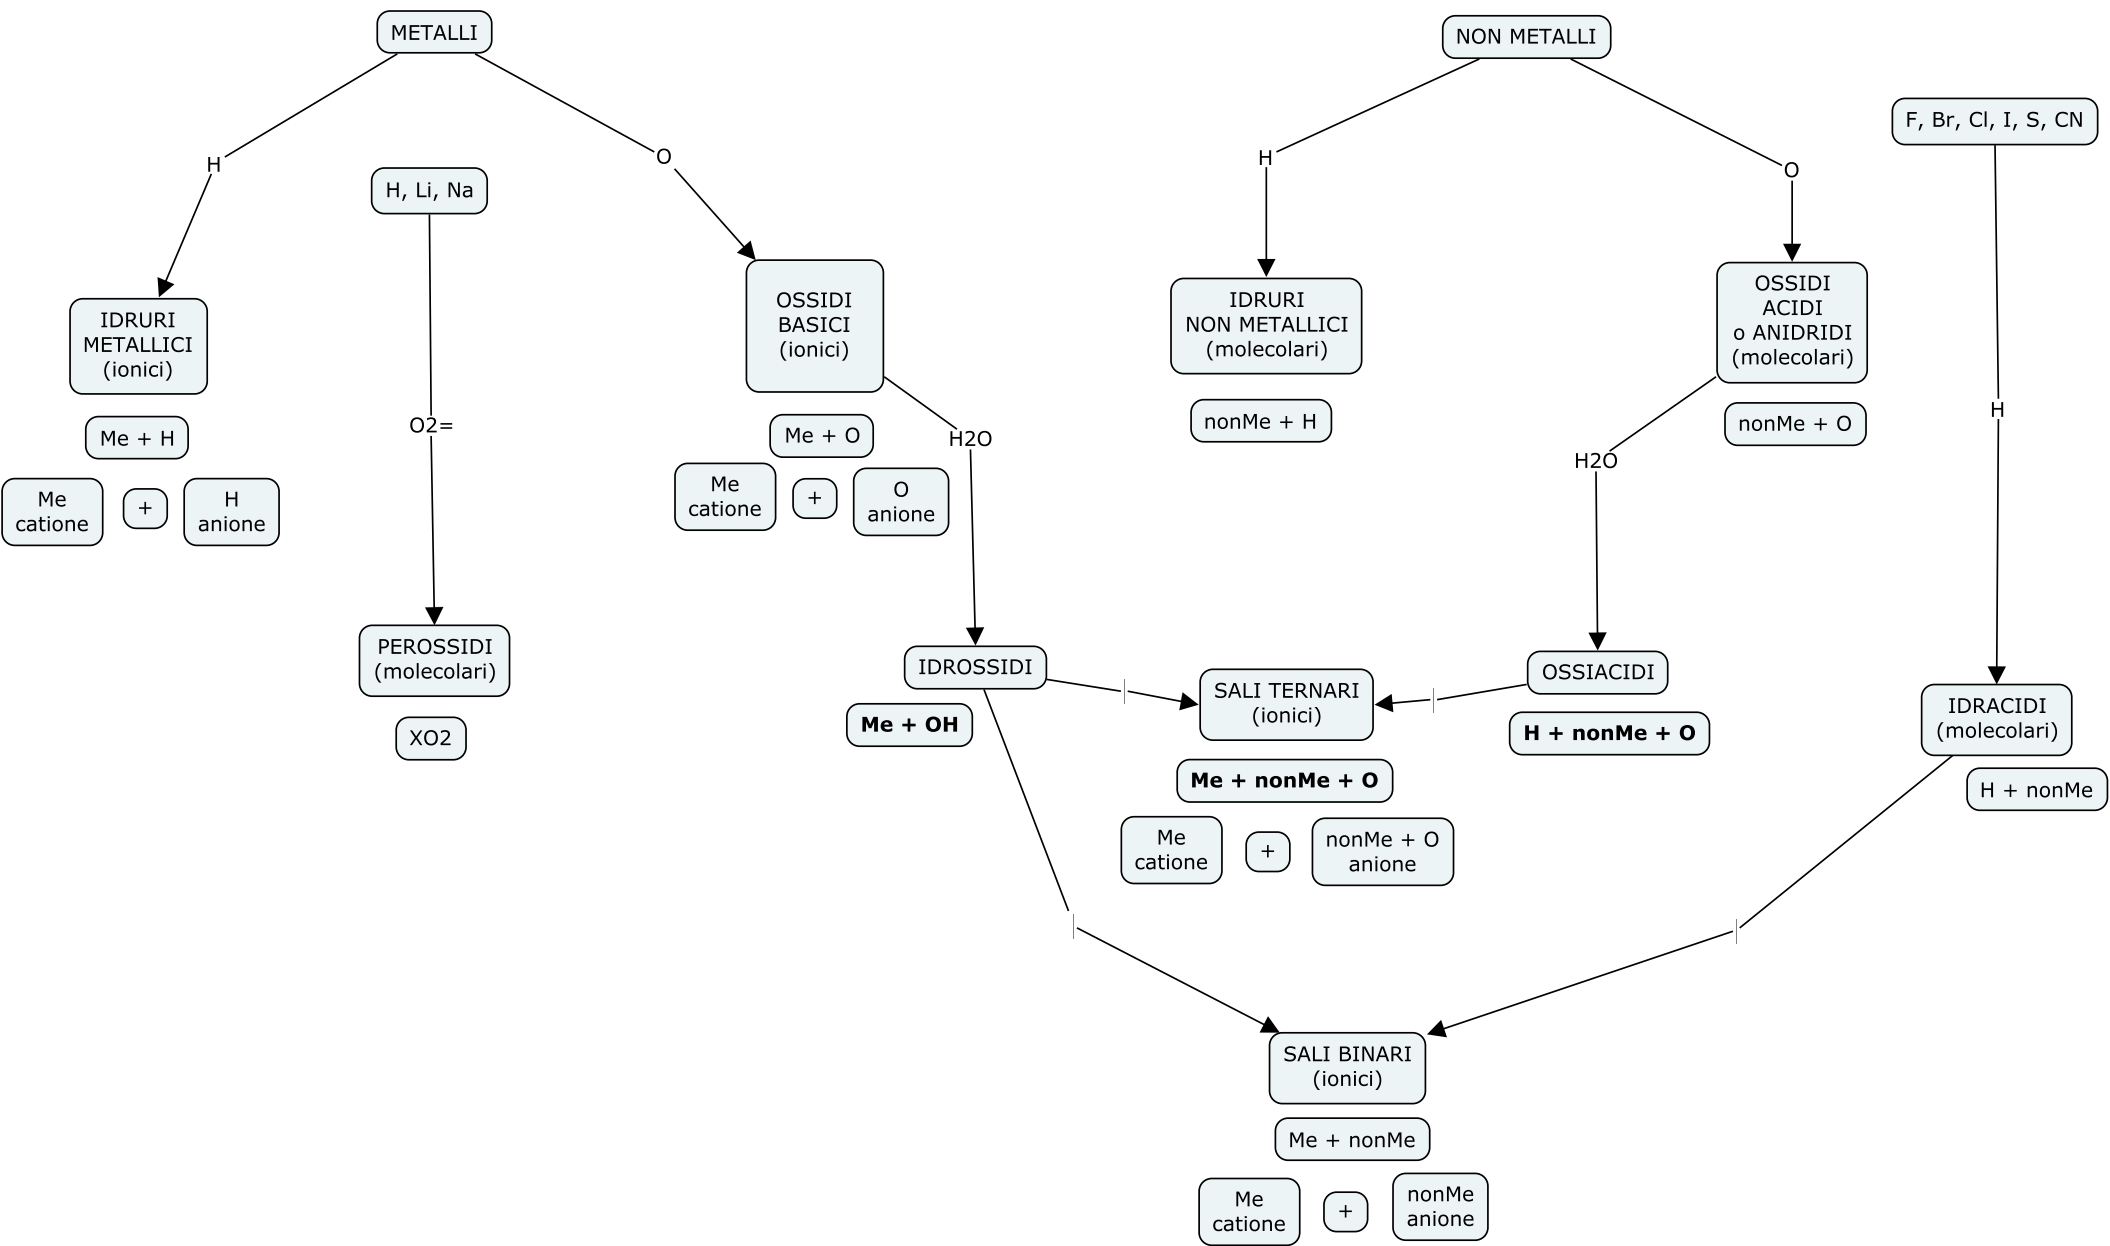 METALLI
NON METALLI
F, Br, Cl, I, S, CN
H
O
H
O
H, Li, Na
IDRURI
METALLICI
(ionici)
OSSIDI
BASICI
(ionici)
IDRURI
NON METALLICI
(molecolari)
OSSIDI
ACIDI
o ANIDRIDI
(molecolari)
Me + H
O2=
Me + O
H2O
nonMe + H
nonMe + O
H
H2O
Me
catione
+
H
anione
Me
catione
+
O
anione
PEROSSIDI
(molecolari)
XO2
IDROSSIDI
Me + OH
SALI TERNARI
(ionici)
OSSIACIDI
H + nonMe + O
IDRACIDI
(molecolari)
H + nonMe
Me + nonMe + O
Me
catione
+
nonMe + O
anione
SALI BINARI
(ionici)
Me + nonMe
Me
catione
+
nonMe
anione